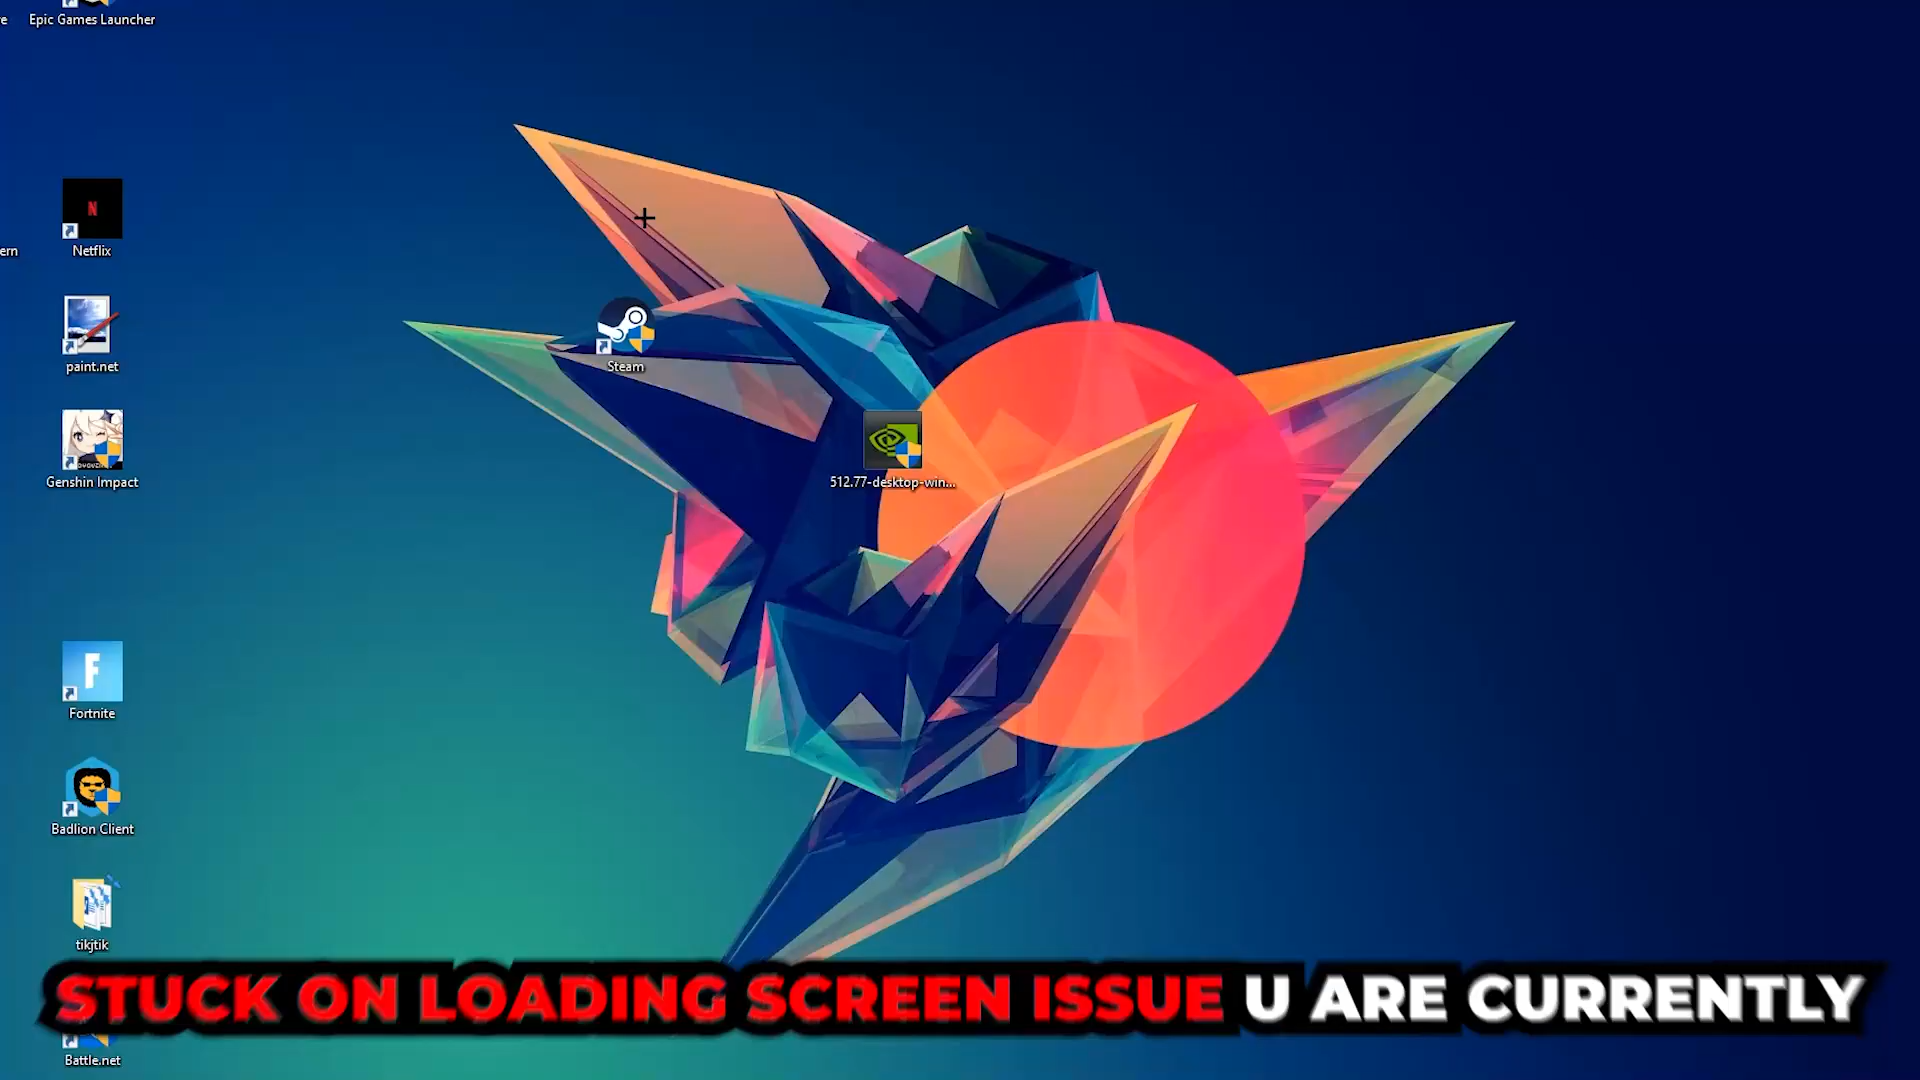 Epic Games Launcher
Netflix
ern
paint.net
Steam
Genshin Impact
512.77-desktop-win...
F
Fortnite
Badlion Client
tikjtik
STUCK ON LOADING SCREEN ISSUE U ARE CURRENTLY
Battle.net